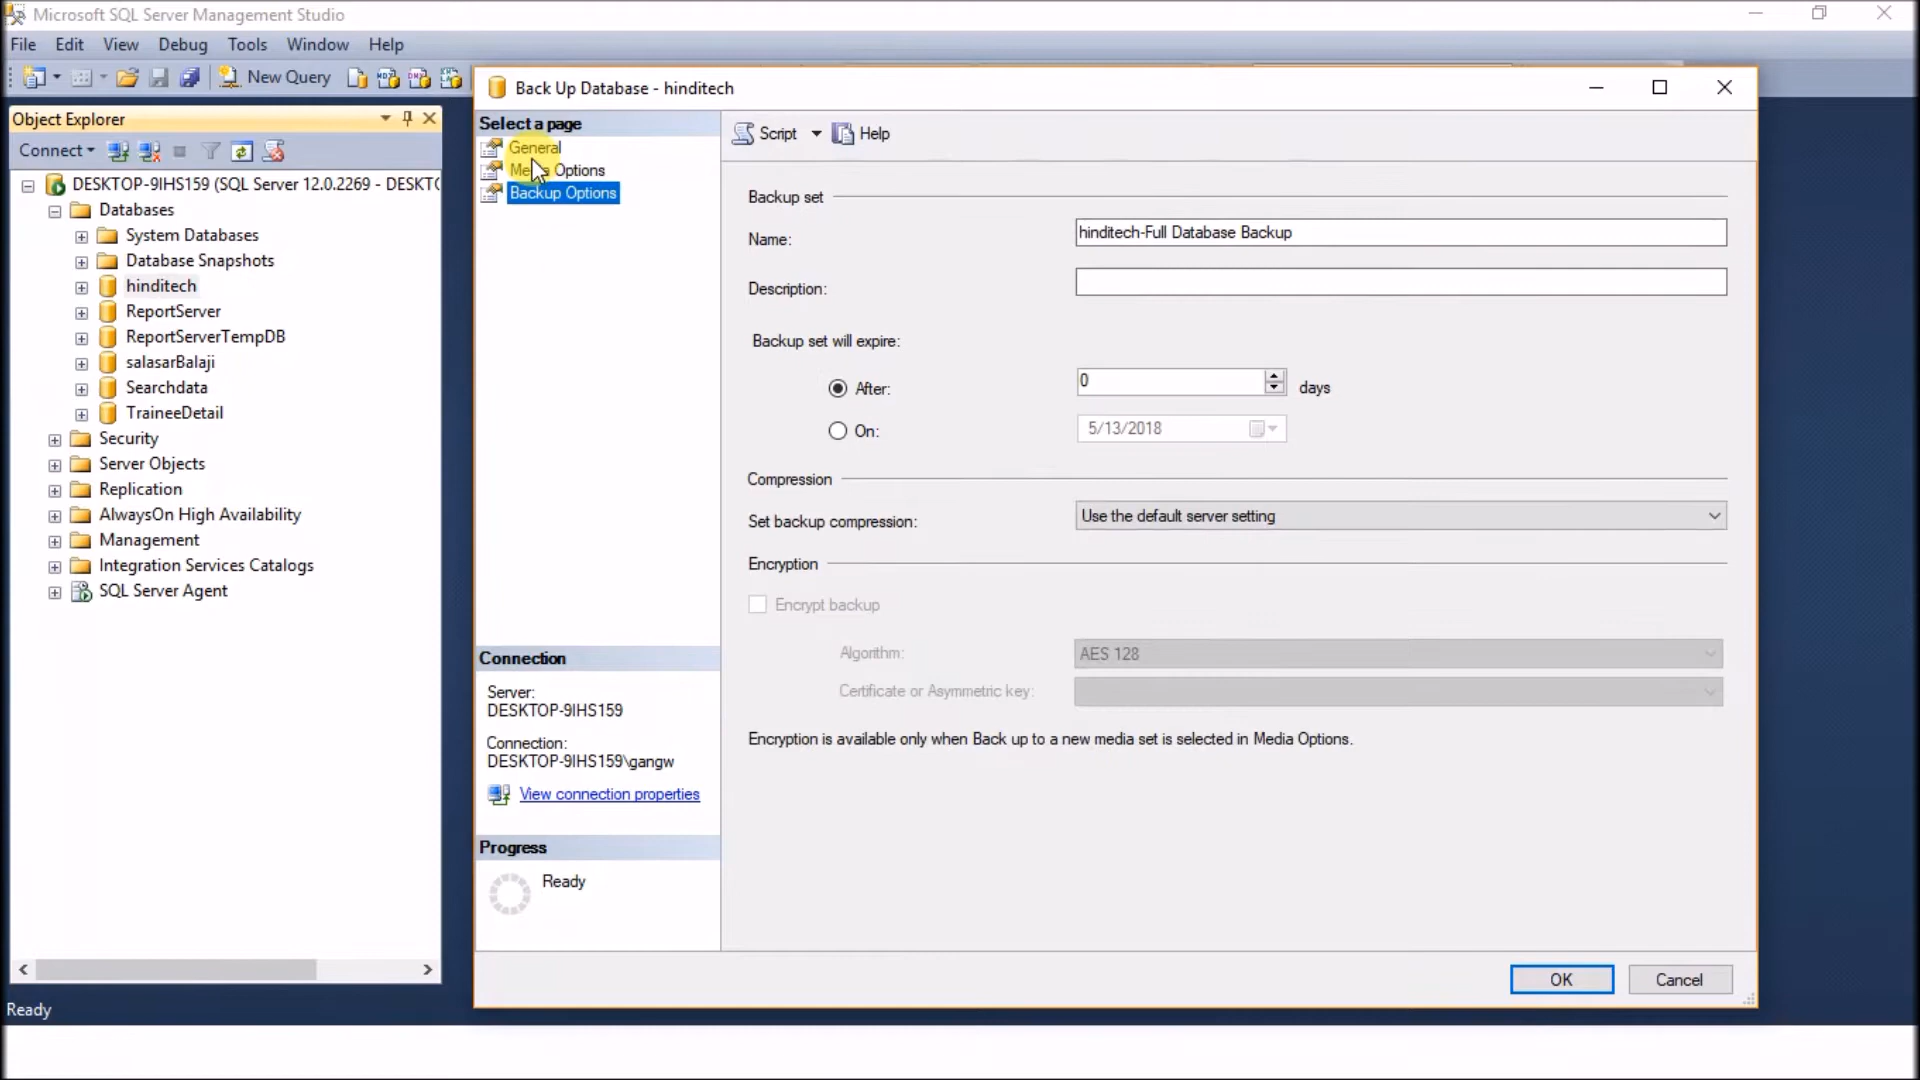 Microsoft SQL Server Management Studio
File Edit View Debug Tools Window Help
New Query
Object Explorer
Connect
DESKTOP-9IHS159 (SQL Server 12.0.2269 - DESKT
Databases
System Databases
Database Snapshots
hinditech
ReportServer
ReportServerTempDB
salasarBalaji
Searchdata
TraineeDetail
Security
Server Objects
Replication
AlwaysOn High Availability
Management
Integration Services Catalogs
SQL Server Agent
Ready
Back Up Database - hinditech
Select a page
General
Media Options
Backup Options
Connection
Server:
DESKTOP-9IHS159
Connection:
DESKTOP-9IHS159\gangw
View connection properties
Progress
Ready
Script Help
Backup set
Name: hinditech-Full Database Backup
Description:
Backup set will expire:
After: 0 days
On: 5/13/2018
Compression
Set backup compression: Use the default server setting
Encryption
Encrypt backup
Algorithm: AES 128
Certificate or Asymmetric key:
Encryption is available only when Back up to a new media set is selected in Media Options.
OK Cancel